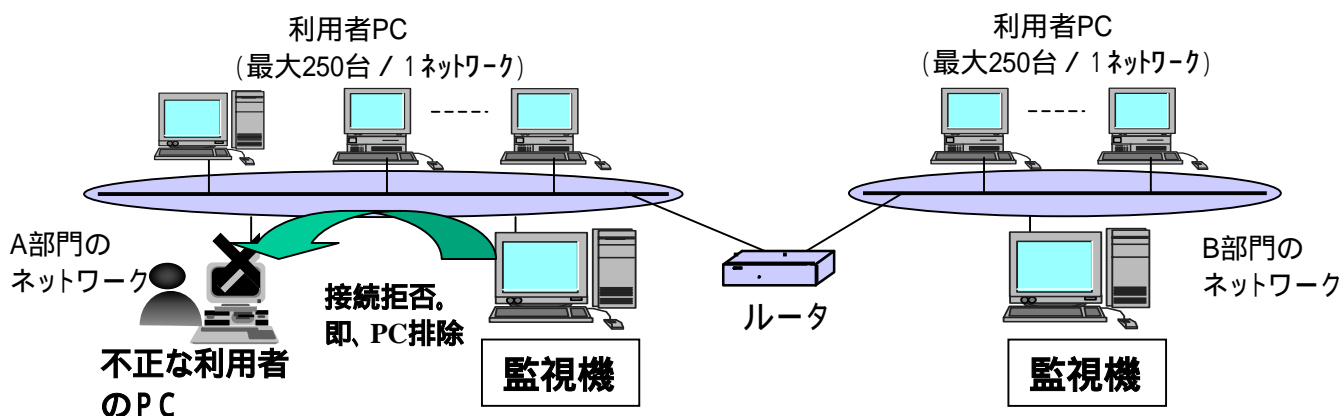 利用者PC
(最大250台 / 1ネットワーク)
利用者PC
(最大250台 / 1ネットワーク)
A部門の
ネットワーク
接続拒否。
即、PC排除
不正な利用者
のPC
監視機
ルータ
B部門の
ネットワーク
監視機